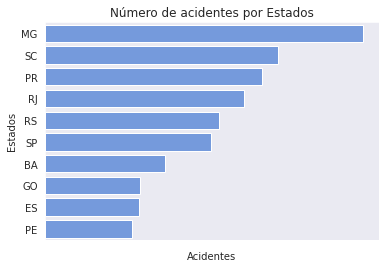 Número de acidentes por Estados
MG
SC
PR
RJ
RS
SP
BA
GO
ES
PE
Estados
Acidentes